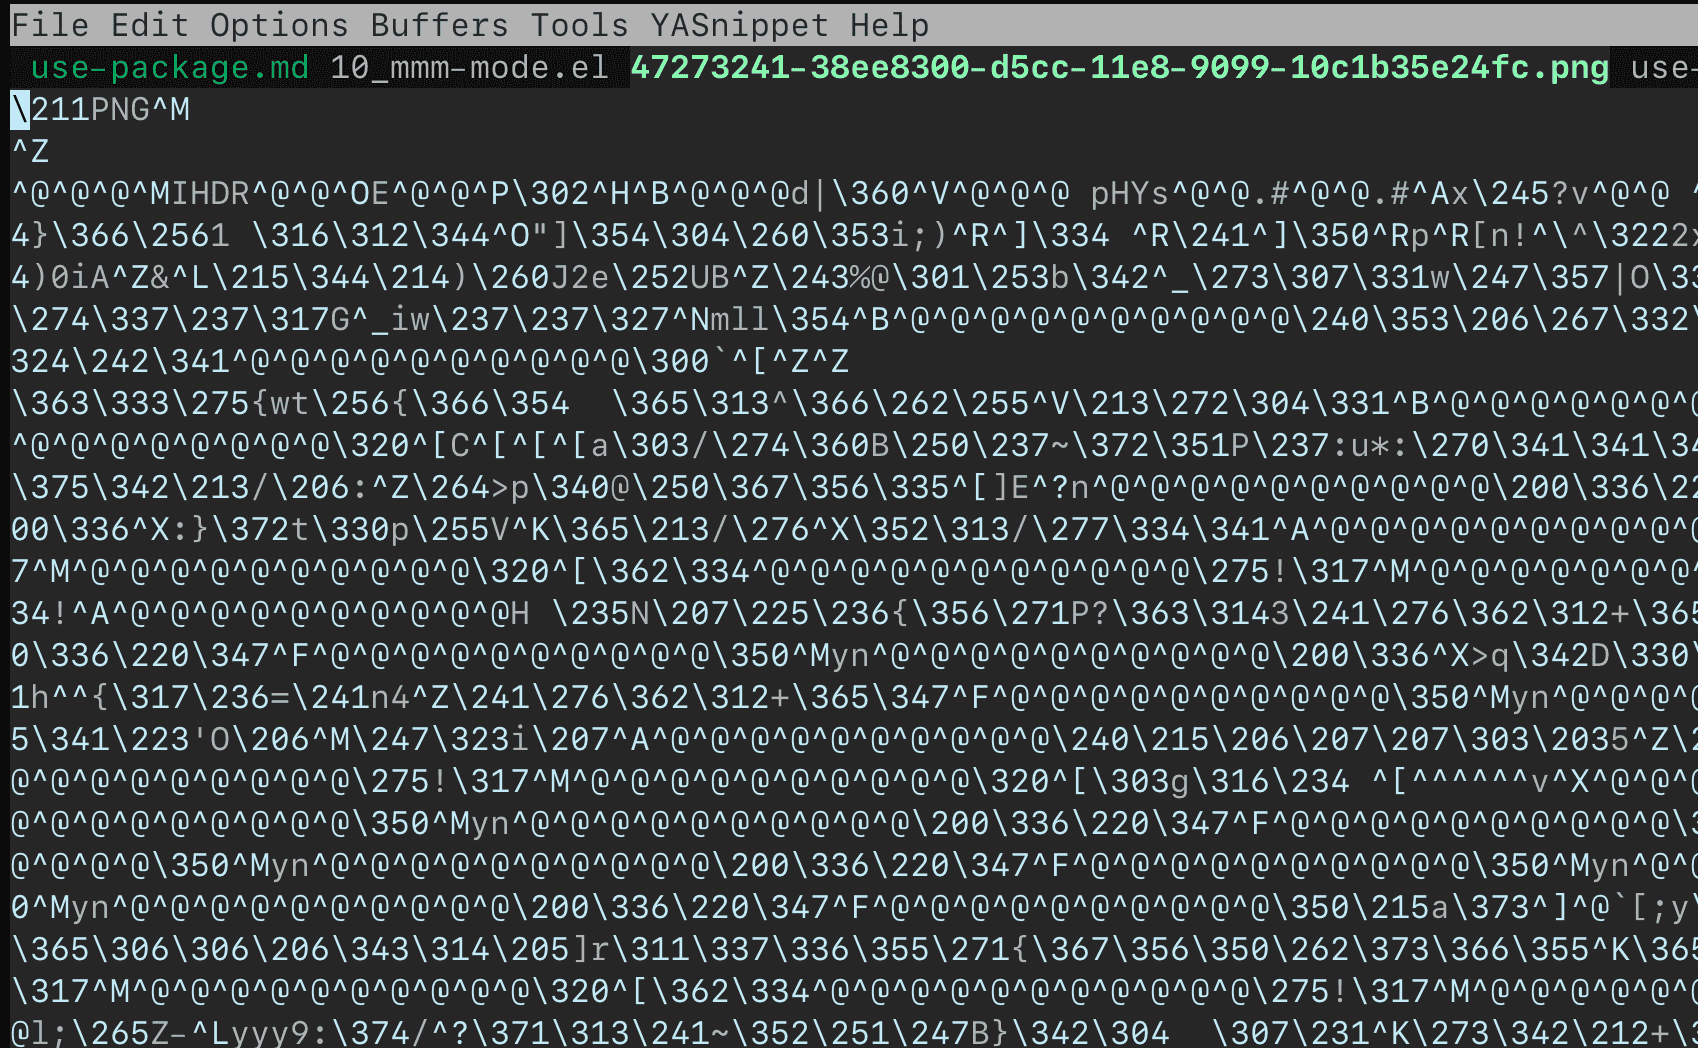 File Edit Options Buffers Tools YASnippet Help
use-package.md 10_mmm-mode.el 47273241-38ee8300-d5cc-11e8-9099-10c1b35e24fc.png use-
\211PNG^M
^Z
^@^@^@^MIHDR^@^@^OE^@^@^P\302^H^B^@^@^@d|\360^V^@^@^@ pHYs^@^@.#^@^@.#^Ax\245?v^@^@ ^
4}\366\2561 \316\312\344^O"]\354\304\260\353i;)^R^]\334 ^R\241^]\350^Rp^R[n!^\^\3222x
4)0iA^Z&^L\215\344\214)\260J2e\252UB^Z\243%@\301\253b\342^_\273\307\331w\247\357|O\33
\274\337\237\317G^_iw\237\237\327^Nmll\354^B^@^@^@^@^@^@^@^@^@^@\240\353\206\267\332\
324\242\341^@^@^@^@^@^@^@^@^@^@\300`^[^Z^Z
\363\333\275{wt\256{\366\354  \365\313^\366\262\255^V\213\272\304\331^B^@^@^@^@^@^@^@
^@^@^@^@^@^@^@^@\320^[C^[^[^[a\303/\274\360B\250\237~\372\351P\237:u*:\270\341\341\34
\375\342\213/\206:^Z\264>p\340@\250\367\356\335^[]E^?n^@^@^@^@^@^@^@^@^@^@\200\336\22
00\336^X:}\372t\330p\255V^K\365\213/\276^X\352\313/\277\334\341^A^@^@^@^@^@^@^@^@^@^@
7^M^@^@^@^@^@^@^@^@^@^@\320^[\362\334^@^@^@^@^@^@^@^@^@^@^@\275!\317^M^@^@^@^@^@^@^@^
34!^A^@^@^@^@^@^@^@^@^@^@H \235N\207\225\236{\356\271P?\363\3143\241\276\362\312+\365
0\336\220\347^F^@^@^@^@^@^@^@^@^@^@\350^Myn^@^@^@^@^@^@^@^@^@^@\200\336^X>q\342D\330\
1h^^{\317\236=\241n4^Z\241\276\362\312+\365\347^F^@^@^@^@^@^@^@^@^@^@\350^Myn^@^@^@^@
5\341\223'O\206^M\247\323i\207^A^@^@^@^@^@^@^@^@^@^@\240\215\206\207\207\303\2035^Z\2
@^@^@^@^@^@^@^@^@\275!\317^M^@^@^@^@^@^@^@^@^@^@\320^[\303g\316\234 ^[^^^^^^v^X^@^@^@
@^@^@^@^@^@^@^@^@\350^Myn^@^@^@^@^@^@^@^@^@^@\200\336\220\347^F^@^@^@^@^@^@^@^@^@^@\3
@^@^@^@\350^Myn^@^@^@^@^@^@^@^@^@^@\200\336\220\347^F^@^@^@^@^@^@^@^@^@^@\350^Myn^@^@
0^Myn^@^@^@^@^@^@^@^@^@^@\200\336\220\347^F^@^@^@^@^@^@^@^@^@^@\350\215a\373^]^@`[;y\
\365\306\306\206\343\314\205]r\311\337\336\355\271{\367\356\350\262\373\366\355^K\365
\317^M^@^@^@^@^@^@^@^@^@^@\320^[\362\334^@^@^@^@^@^@^@^@^@^@^@\275!\317^M^@^@^@^@^@^@
@l;\265Z-^Lyyy9:\374/^?\371\313\241~\352\251\247B}\342\304  \307\231^K\273\342\212+\3